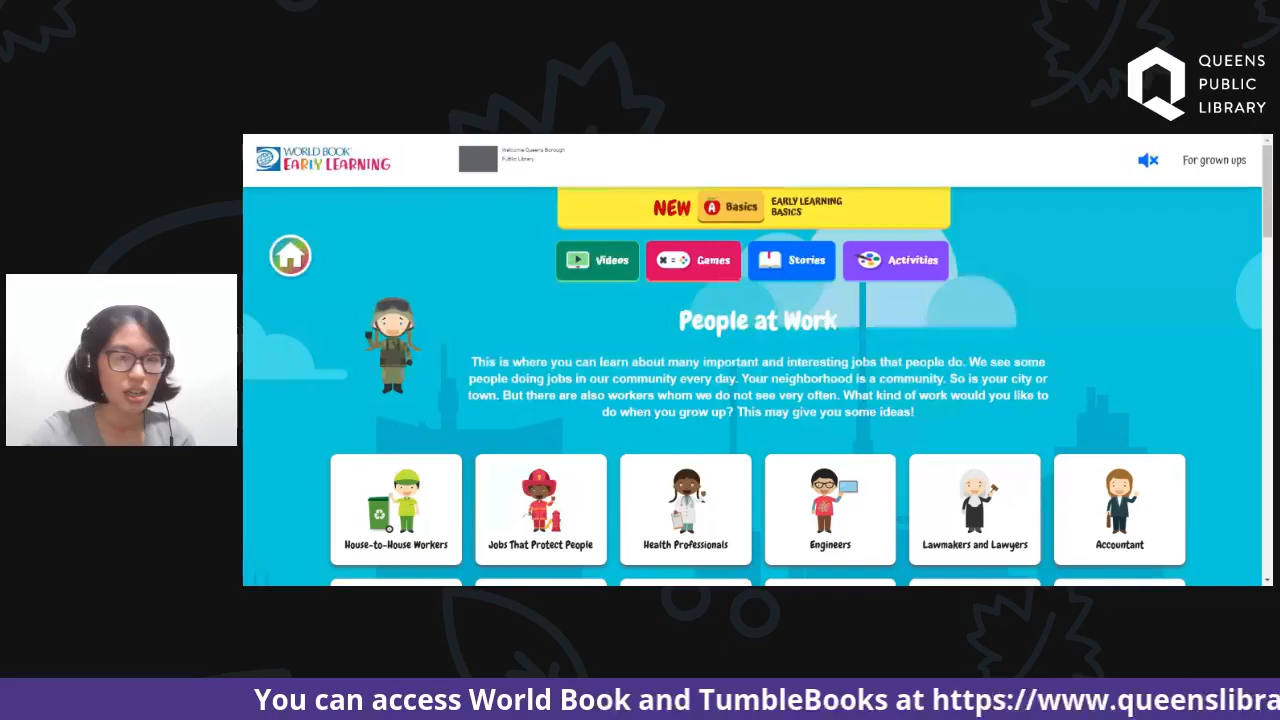 QUEENS
PUBLIC
LIBRARY
WORLD BOOK
EARLY LEARNING
Welcome Queens Borough
Public Library
For grown ups
NEW
A Basics
EARLY LEARNING
BASICS
Videos
Games
Stories
Activities
People at Work
This is where you can learn about many important and interesting jobs that people do. We see some
people doing jobs in our community every day. Your neighborhood is a community. So is your city or
town. But there are also workers whom we do not see very often. What kind of work would you like to
do when you grow up? This may give you some ideas!
House-to-House Workers
Jobs That Protect People
Health Professionals
Engineers
Lawmakers and Lawyers
Accountant
You can access World Book and TumbleBooks at https://www.queenslibra